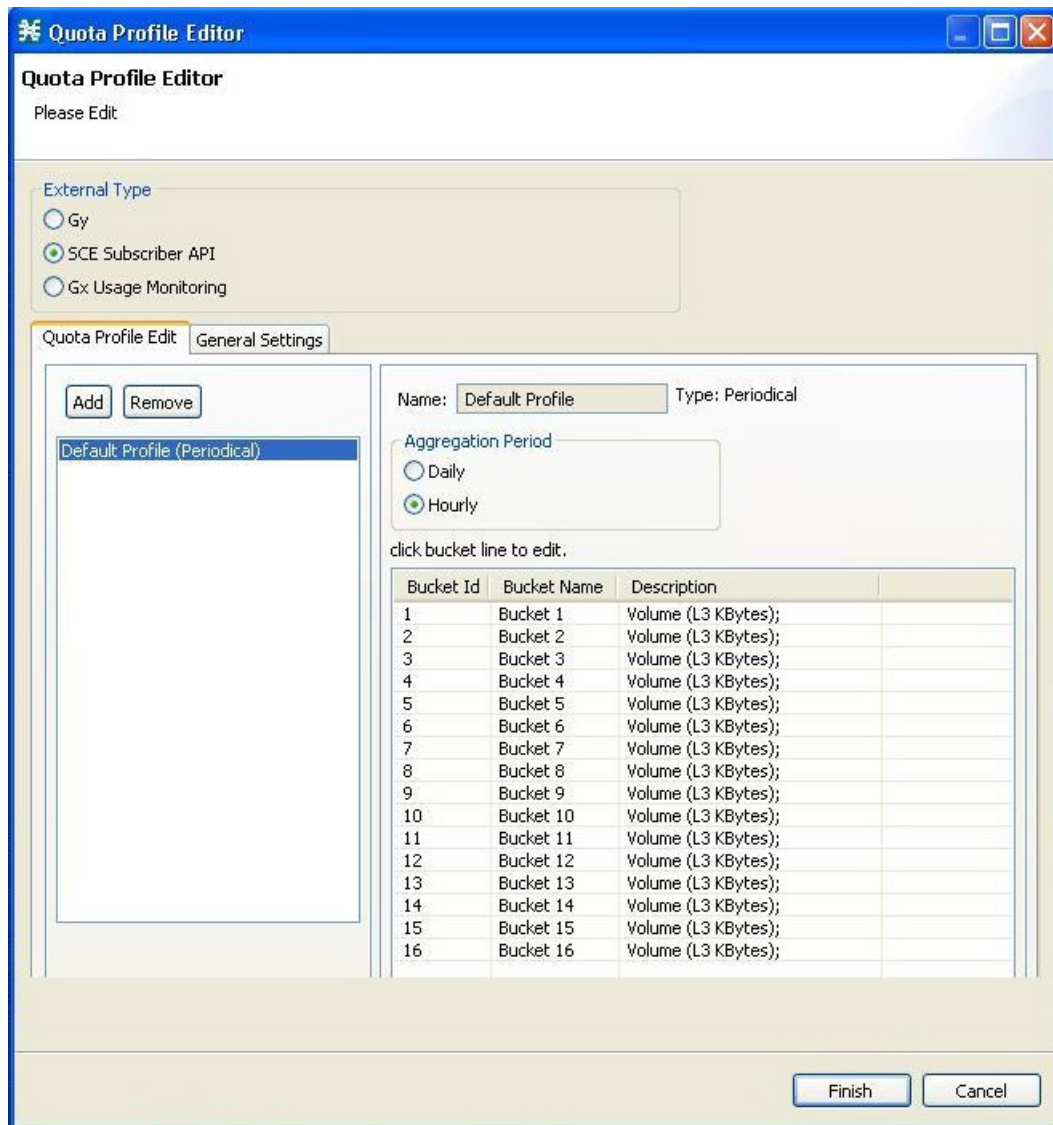 Quota Profile Editor
Quota Profile Editor
Please Edit
External Type
Gy
SCE Subscriber API
Gx Usage Monitoring
Quota Profile Edit General Settings
Add Remove
Default Profile (Periodical)
Name: Default Profile Type: Periodical
Aggregation Period
Daily
Hourly
click bucket line to edit.
Bucket Id Bucket Name Description
1 Bucket 1 Volume (L3 KBytes);
2 Bucket 2 Volume (L3 KBytes);
3 Bucket 3 Volume (L3 KBytes);
4 Bucket 4 Volume (L3 KBytes);
5 Bucket 5 Volume (L3 KBytes);
6 Bucket 6 Volume (L3 KBytes);
7 Bucket 7 Volume (L3 KBytes);
8 Bucket 8 Volume (L3 KBytes);
9 Bucket 9 Volume (L3 KBytes);
10 Bucket 10 Volume (L3 KBytes);
11 Bucket 11 Volume (L3 KBytes);
12 Bucket 12 Volume (L3 KBytes);
13 Bucket 13 Volume (L3 KBytes);
14 Bucket 14 Volume (L3 KBytes);
15 Bucket 15 Volume (L3 KBytes);
16 Bucket 16 Volume (L3 KBytes);
Finish Cancel